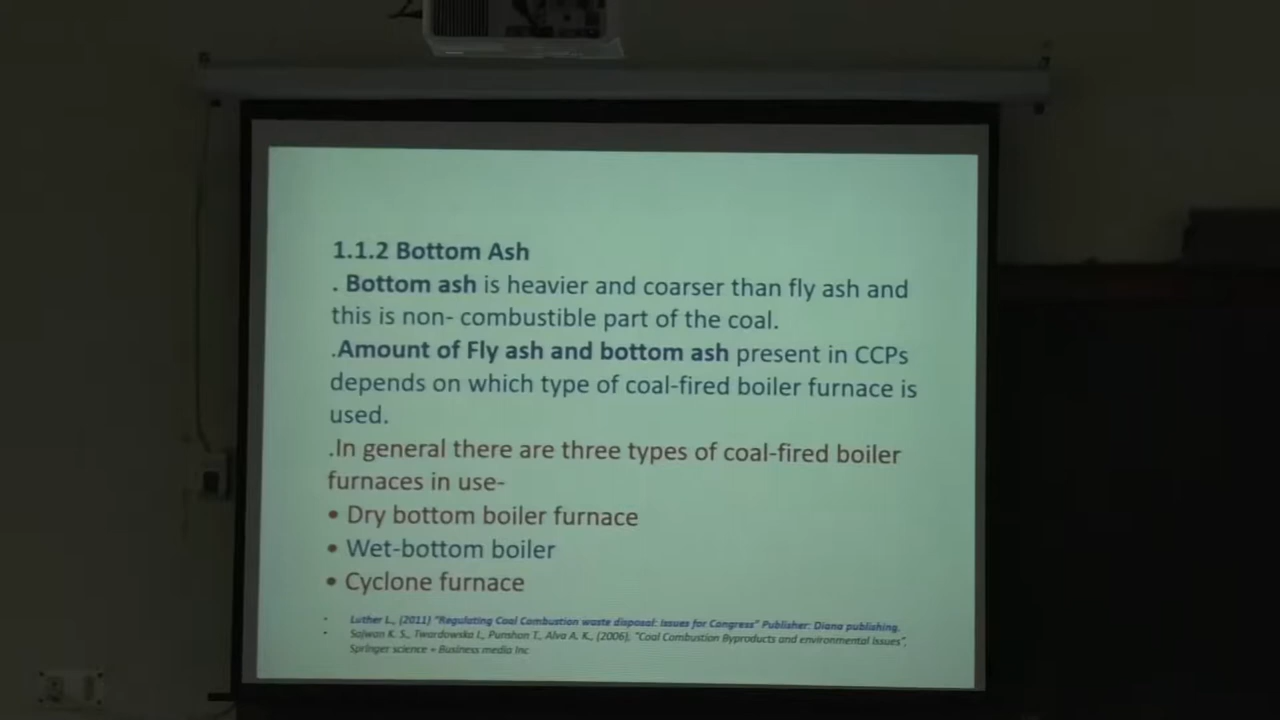 1.1.2 Bottom Ash
. Bottom ash is heavier and coarser than fly ash and
this is non- combustible part of the coal.
.Amount of Fly ash and bottom ash present in CCPs
depends on which type of coal-fired boiler furnace is
used.
.In general there are three types of coal-fired boiler
furnaces in use-
• Dry bottom boiler furnace
• Wet-bottom boiler
• Cyclone furnace
• Luther L., (2011) "Regulating Coal Combustion waste disposal: Issues for Congress" Publisher: Diana publishing.
• Sajwan K. S., Twardowska I., Punshon T., Alva A. K., (2006), "Coal Combustion Byproducts and environmental Issues",
Springer science + Business media Inc